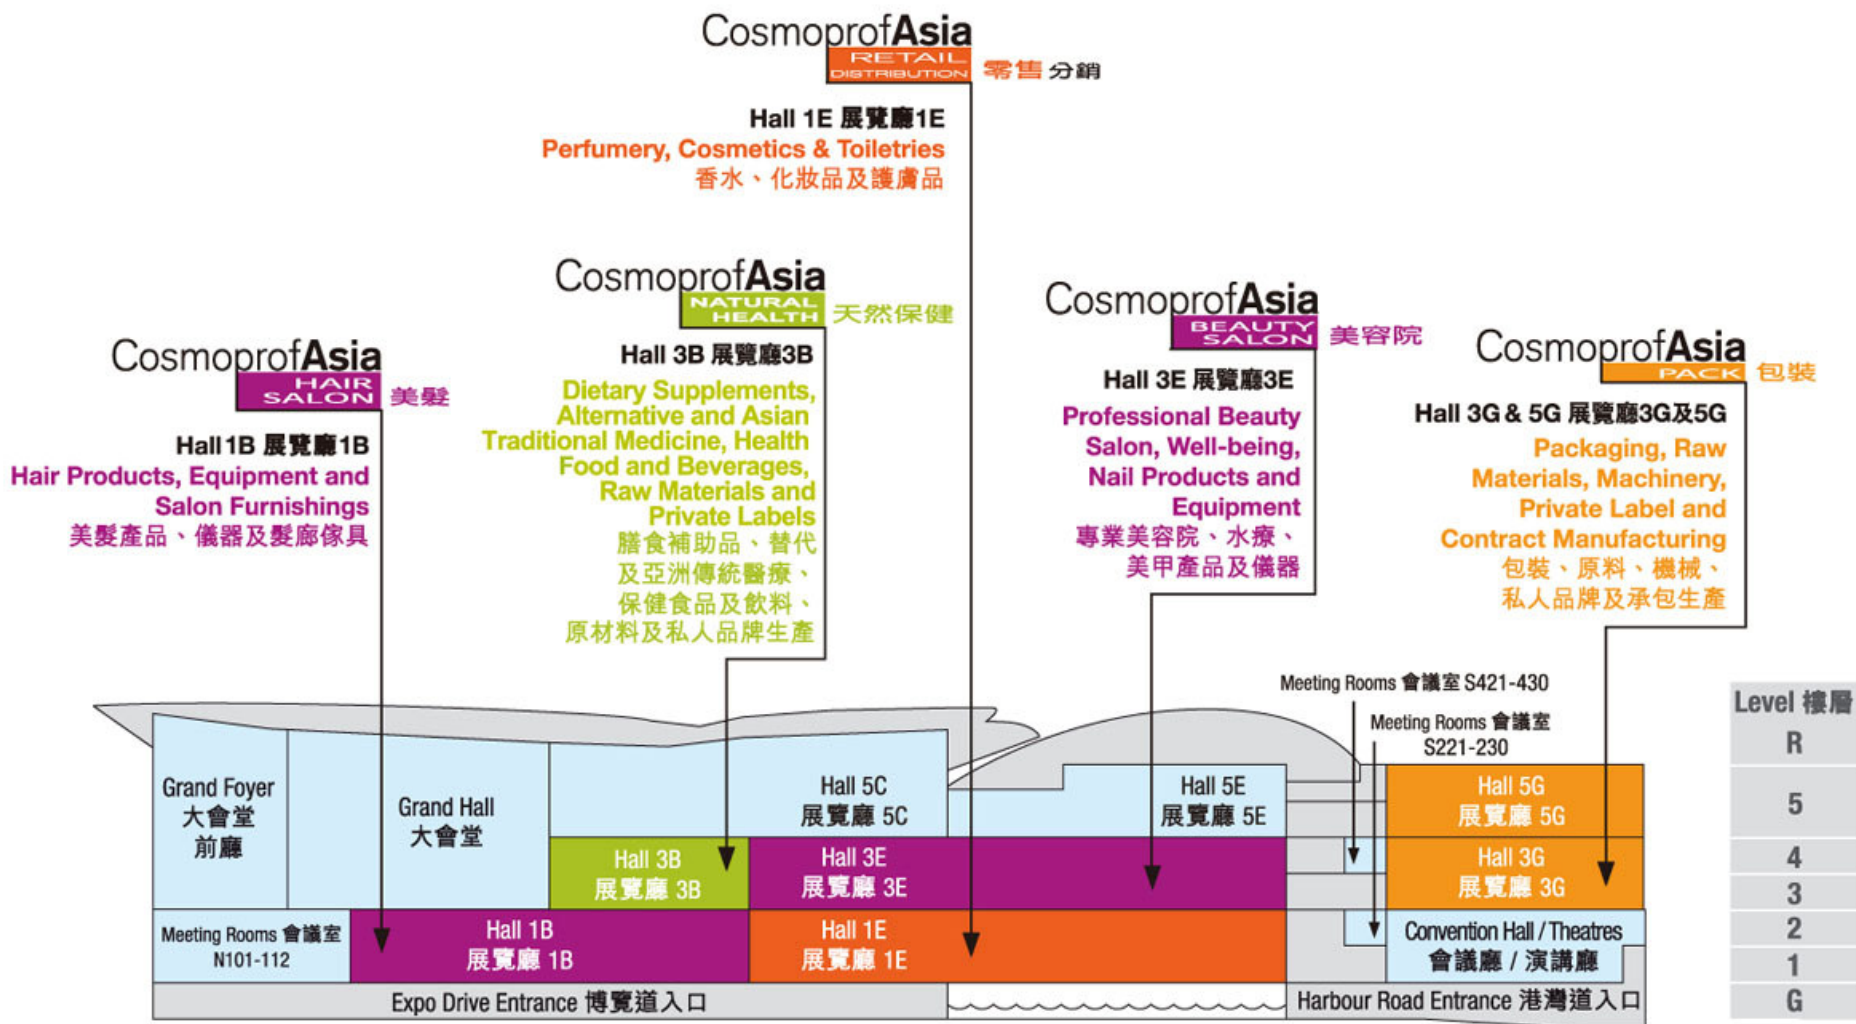 CosmoprofAsia
RETAIL
DISTRIBUTION
零售 分銷
Hall 1E 展覽廳1E
Perfumery, Cosmetics & Toiletries
香水、化妝品及護膚品
CosmoprofAsia
NATURAL
HEALTH
天然保健
Hall 3B 展覽廳3B
Dietary Supplements,
Alternative and Asian
Traditional Medicine, Health
Food and Beverages,
Raw Materials and
Private Labels
膳食補助品、替代
及亞洲傳統醫療、
保健食品及飲料、
原材料及私人品牌生產
CosmoprofAsia
BEAUTY
SALON
美容院
Hall 3E 展覽廳3E
Professional Beauty
Salon, Well-being,
Nail Products and
Equipment
專業美容院、水療、
美甲產品及儀器
CosmoprofAsia
HAIR
SALON
美髮
Hall 1B 展覽廳1B
Hair Products, Equipment and
Salon Furnishings
美髮產品、儀器及髮廊傢具
CosmoprofAsia
PACK
包裝
Hall 3G & 5G 展覽廳3G及5G
Packaging, Raw
Materials, Machinery,
Private Label and
Contract Manufacturing
包裝、原料、機械、
私人品牌及承包生產
Meeting Rooms 會議室 S421-430
Meeting Rooms 會議室
S221-230
Level 樓層
R
5
4
3
2
1
G
Grand Foyer
大會堂
前廳
Grand Hall
大會堂
Hall 5C
展覽廳 5C
Hall 5E
展覽廳 5E
Hall 5G
展覽廳 5G
Hall 3B
展覽廳 3B
Hall 3E
展覽廳 3E
Hall 3G
展覽廳 3G
Meeting Rooms 會議室
N101-112
Hall 1B
展覽廳 1B
Hall 1E
展覽廳 1E
Convention Hall / Theatres
會議廳 / 演講廳
Expo Drive Entrance 博覽道入口
Harbour Road Entrance 港灣道入口